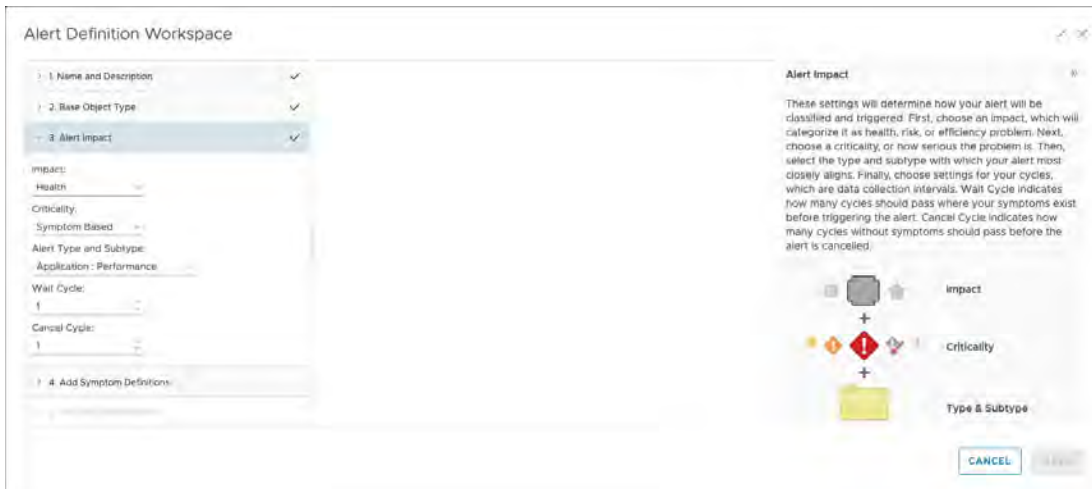 Alert Definition Workspace
1. Name and Description
2. Base Object Type
3. Alert Impact
Impact:
Health
Criticality:
Symptom Based
Alert Type and Subtype:
Application : Performance
Wait Cycle:
1
Cancel Cycle:
1
4. Add Symptom Definitions
Alert Impact
These settings will determine how your alert will be
classified and triggered. First, choose an impact, which will
categorize it as health, risk, or efficiency problem. Next,
choose a criticality, or how serious the problem is. Then,
select the type and subtype with which your alert most
closely aligns. Finally, choose settings for your cycles,
which are data collection intervals. Wait Cycle indicates
how many cycles should pass where your symptoms exist
before triggering the alert. Cancel Cycle indicates how
many cycles without symptoms should pass before the
alert is cancelled.
Impact
+
Criticality
+
Type & Subtype
CANCEL